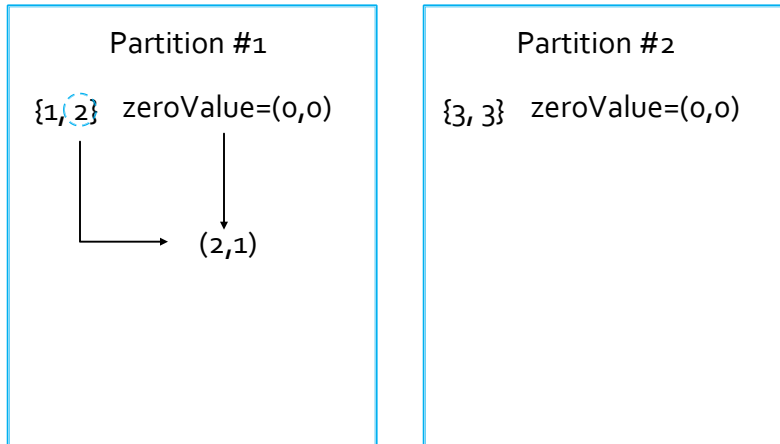 Partition #1
{1, 2} zeroValue=(0,0)
(2,1)
Partition #2
{3, 3} zeroValue=(0,0)